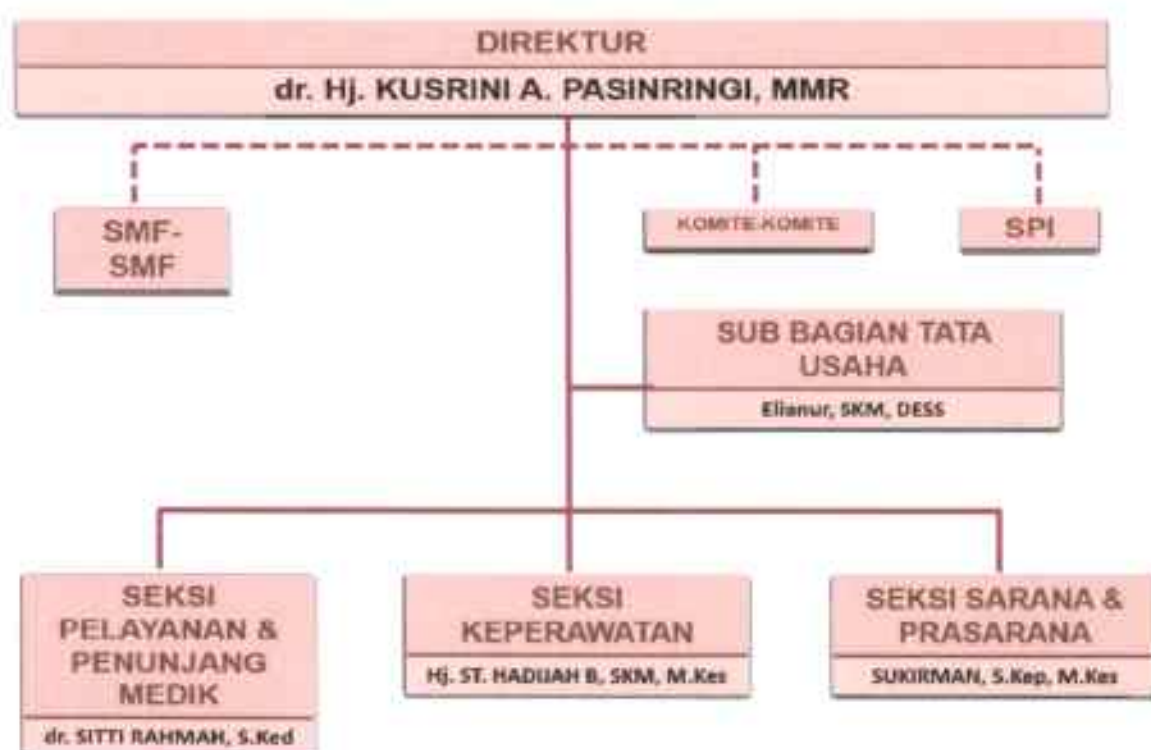 DIREKTUR
dr. Hj. KUSRINI A. PASINRINGI, MMR
SMF-
SMF
KOMITE-KOMITE
SPI
SUB BAGIAN TATA
USAHA
Elianur, SKM, DESS
SEKSI
PELAYANAN &
PENUNJANG
MEDIK
dr. SITTI RAHMAH, S.Ked
SEKSI
KEPERAWATAN
Hj. ST. HADIJAH B, SKM, M.Kes
SEKSI SARANA &
PRASARANA
SUKIRMAN, S.Kep, M.Kes